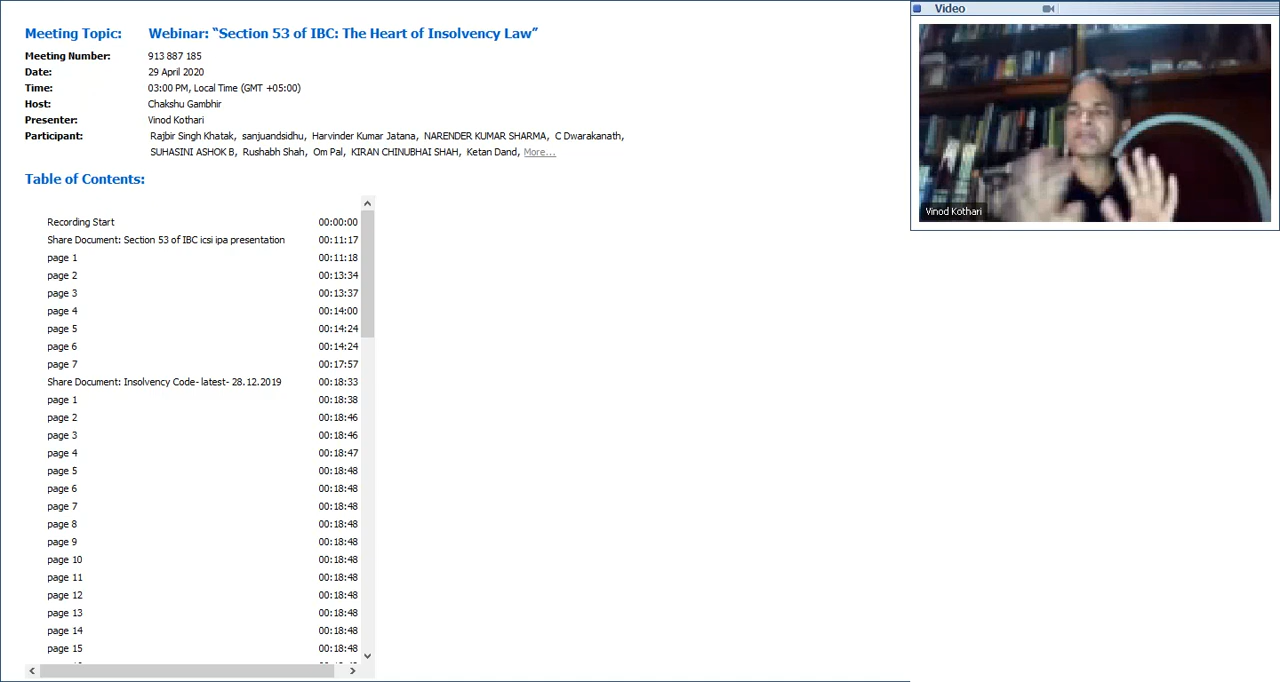 Meeting Topic: Webinar: “Section 53 of IBC: The Heart of Insolvency Law”
Meeting Number: 913 887 185
Date: 29 April 2020
Time: 03:00 PM, Local Time (GMT +05:00)
Host: Chakshu Gambhir
Presenter: Vinod Kothari
Participant: Rajbir Singh Khatak, sanjuandsidhu, Harvinder Kumar Jatana, NARENDER KUMAR SHARMA, C Dwarakanath,
SUHASINI ASHOK B, Rushabh Shah, Om Pal, KIRAN CHINUBHAI SHAH, Ketan Dand, More...
Table of Contents:
Recording Start 00:00:00
Share Document: Section 53 of IBC icsi ipa presentation 00:11:17
page 1 00:11:18
page 2 00:13:34
page 3 00:13:37
page 4 00:14:00
page 5 00:14:24
page 6 00:14:24
page 7 00:17:57
Share Document: Insolvency Code- latest- 28.12.2019 00:18:33
page 1 00:18:38
page 2 00:18:46
page 3 00:18:46
page 4 00:18:47
page 5 00:18:48
page 6 00:18:48
page 7 00:18:48
page 8 00:18:48
page 9 00:18:48
page 10 00:18:48
page 11 00:18:48
page 12 00:18:48
page 13 00:18:48
page 14 00:18:48
page 15 00:18:48
Video
Vinod Kothari